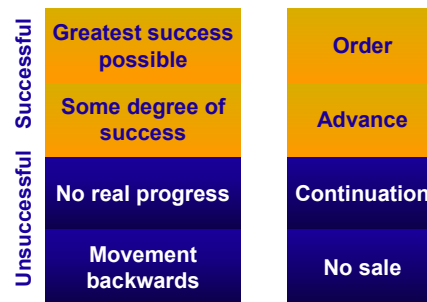 Successful
Greatest success
possible
Order
Some degree of
success
Advance
Unsuccessful
No real progress
Continuation
Movement
backwards
No sale